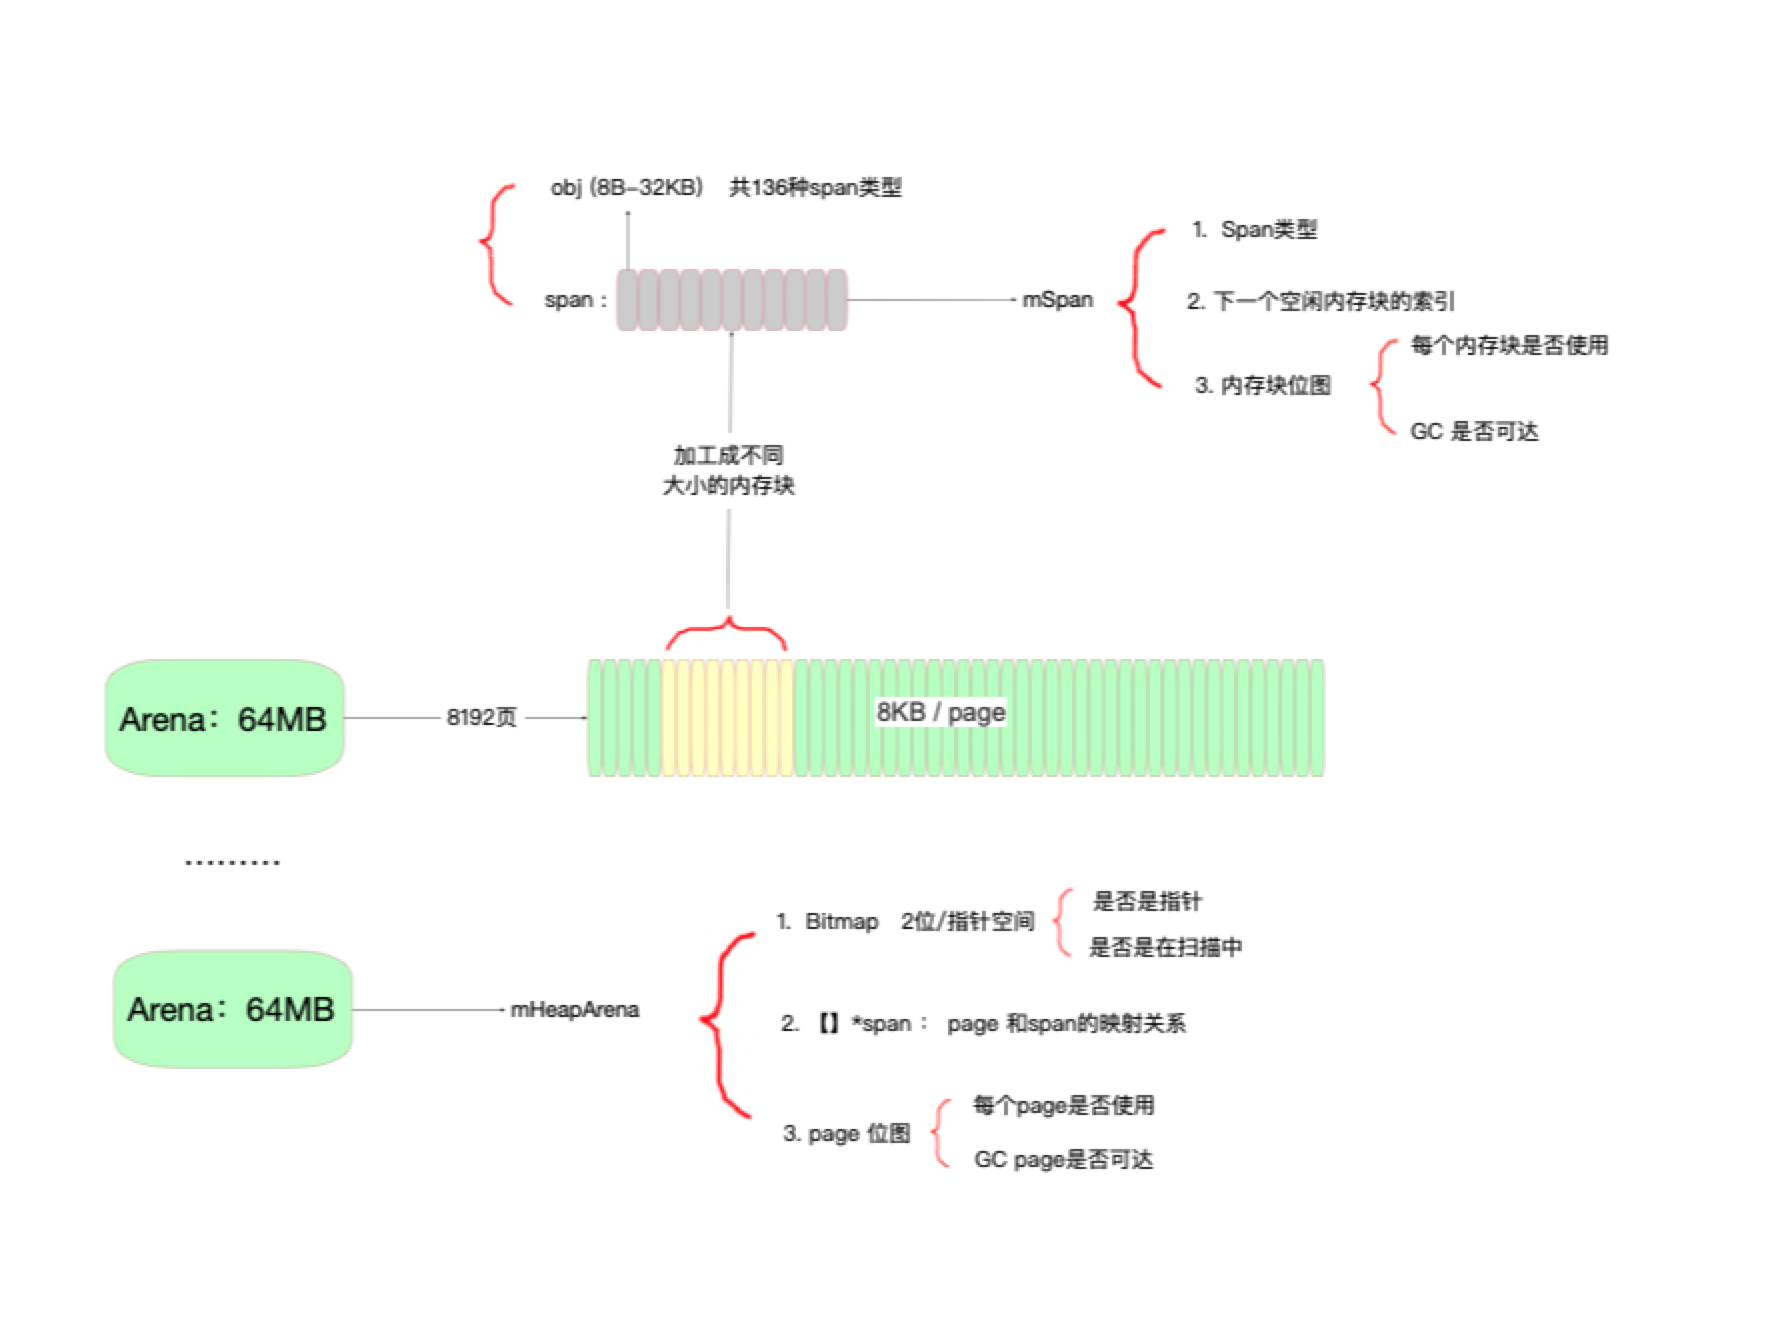 obj (8B-32KB) 共136种span类型
span :
mSpan
1. Span类型
2. 下一个空闲内存块的索引
3. 内存块位图
每个内存块是否使用
GC 是否可达
加工成不同
大小的内存块
Arena： 64MB
8192页
8KB / page
.........
Arena： 64MB
mHeapArena
1. Bitmap 2位/指针空间
是否是指针
是否是在扫描中
2. 【】*span： page 和span的映射关系
3. page 位图
每个page是否使用
GC page是否可达